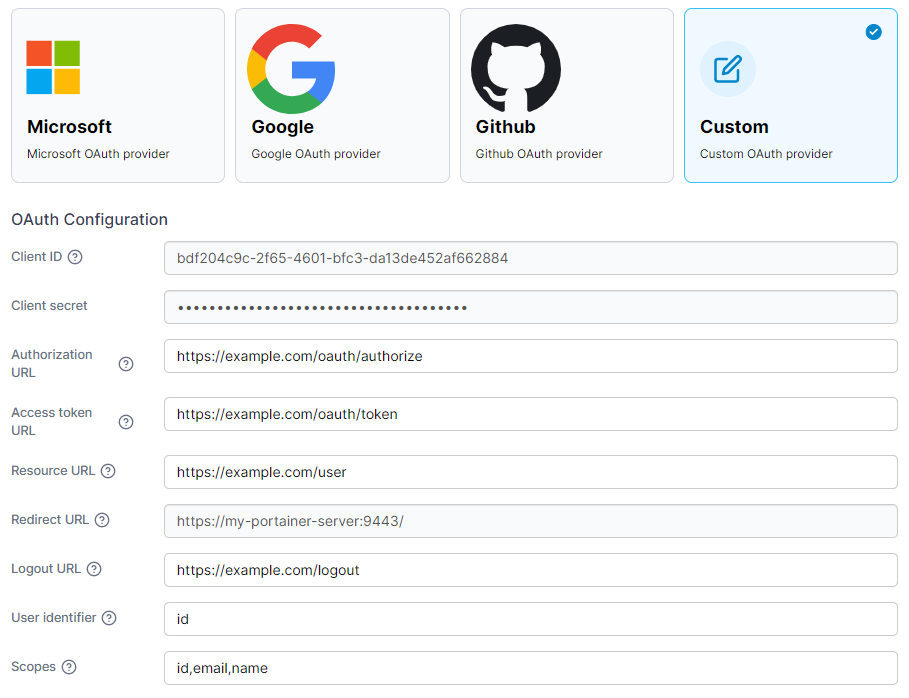 Microsoft
Microsoft OAuth provider
Google
Google OAuth provider
Github
Github OAuth provider
Custom
Custom OAuth provider
OAuth Configuration
Client ID
bdf204c9c-2f65-4601-bfc3-da13de452af662884
Client secret
•••••••••••••••••••••••••••••••••••••
Authorization
URL
https://example.com/oauth/authorize
Access token
URL
https://example.com/oauth/token
Resource URL
https://example.com/user
Redirect URL
https://my-portainer-server:9443/
Logout URL
https://example.com/logout
User identifier
id
Scopes
id,email,name